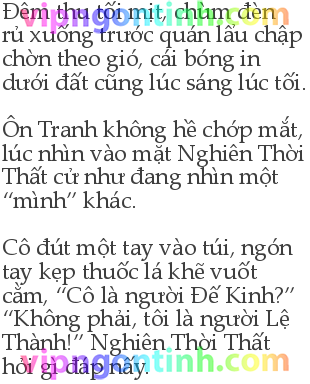 Đêm thu tối mịt, chùm đèn
rủ xuống trước quán lẩu chập
chờn theo gió, cái bóng in
dưới đất cũng lúc sáng lúc tối.
Ôn Tranh không hề chớp mắt,
lúc nhìn vào mặt Nghiên Thời
Thất cứ như đang nhìn một
“mình” khác.
Cô đút một tay vào túi, ngón
tay kẹp thuốc lá khẽ vuốt
cằm, “Cô là người Đế Kinh?”
“Không phải, tôi là người Lệ
Thành!” Nghiên Thời Thất
hỏi gì đáp nấy.
vipngontinh.com
vipngontinh.com